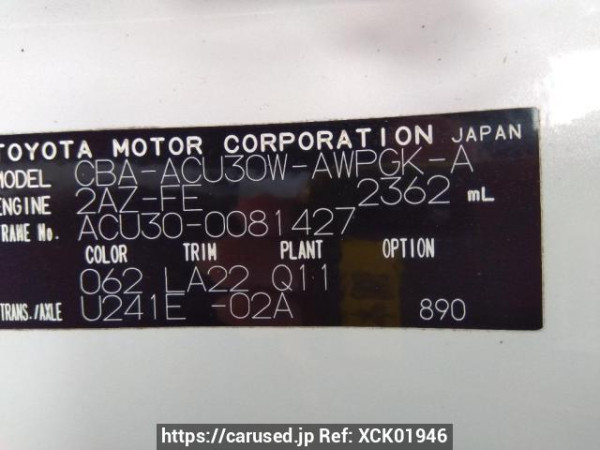 TOYOTA MOTOR CORPORATION JAPAN
MODEL CBA-ACU30W-AWPGK-A
ENGINE 2AZ-FE 2362 mL
FRAME No. ACU30-0081427
COLOR TRIM PLANT OPTION
062 LA22 Q11
TRANS./AXLE U241E -02A 890
https://carused.jp Ref: XCK01946